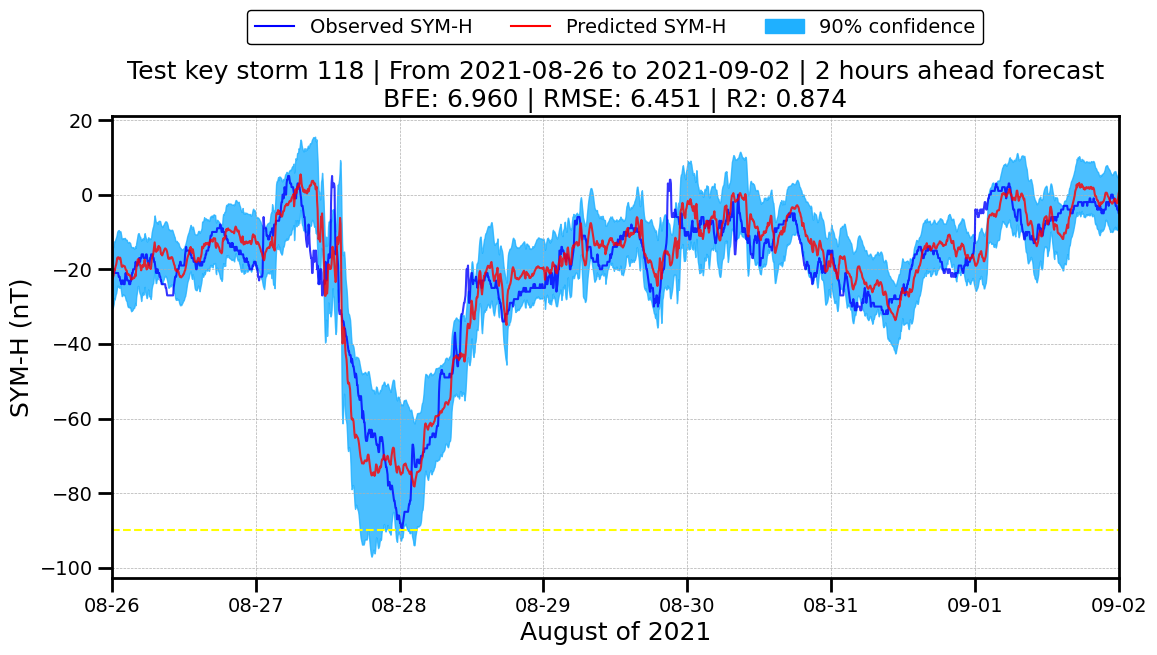 Observed SYM-H Predicted SYM-H 90% confidence
Test key storm 118 | From 2021-08-26 to 2021-09-02 | 2 hours ahead forecast
BFE: 6.960 | RMSE: 6.451 | R2: 0.874
20
0
−20
−40
−60
−80
−100
SYM-H (nT)
08-26 08-27 08-28 08-29 08-30 08-31 09-01 09-02
August of 2021